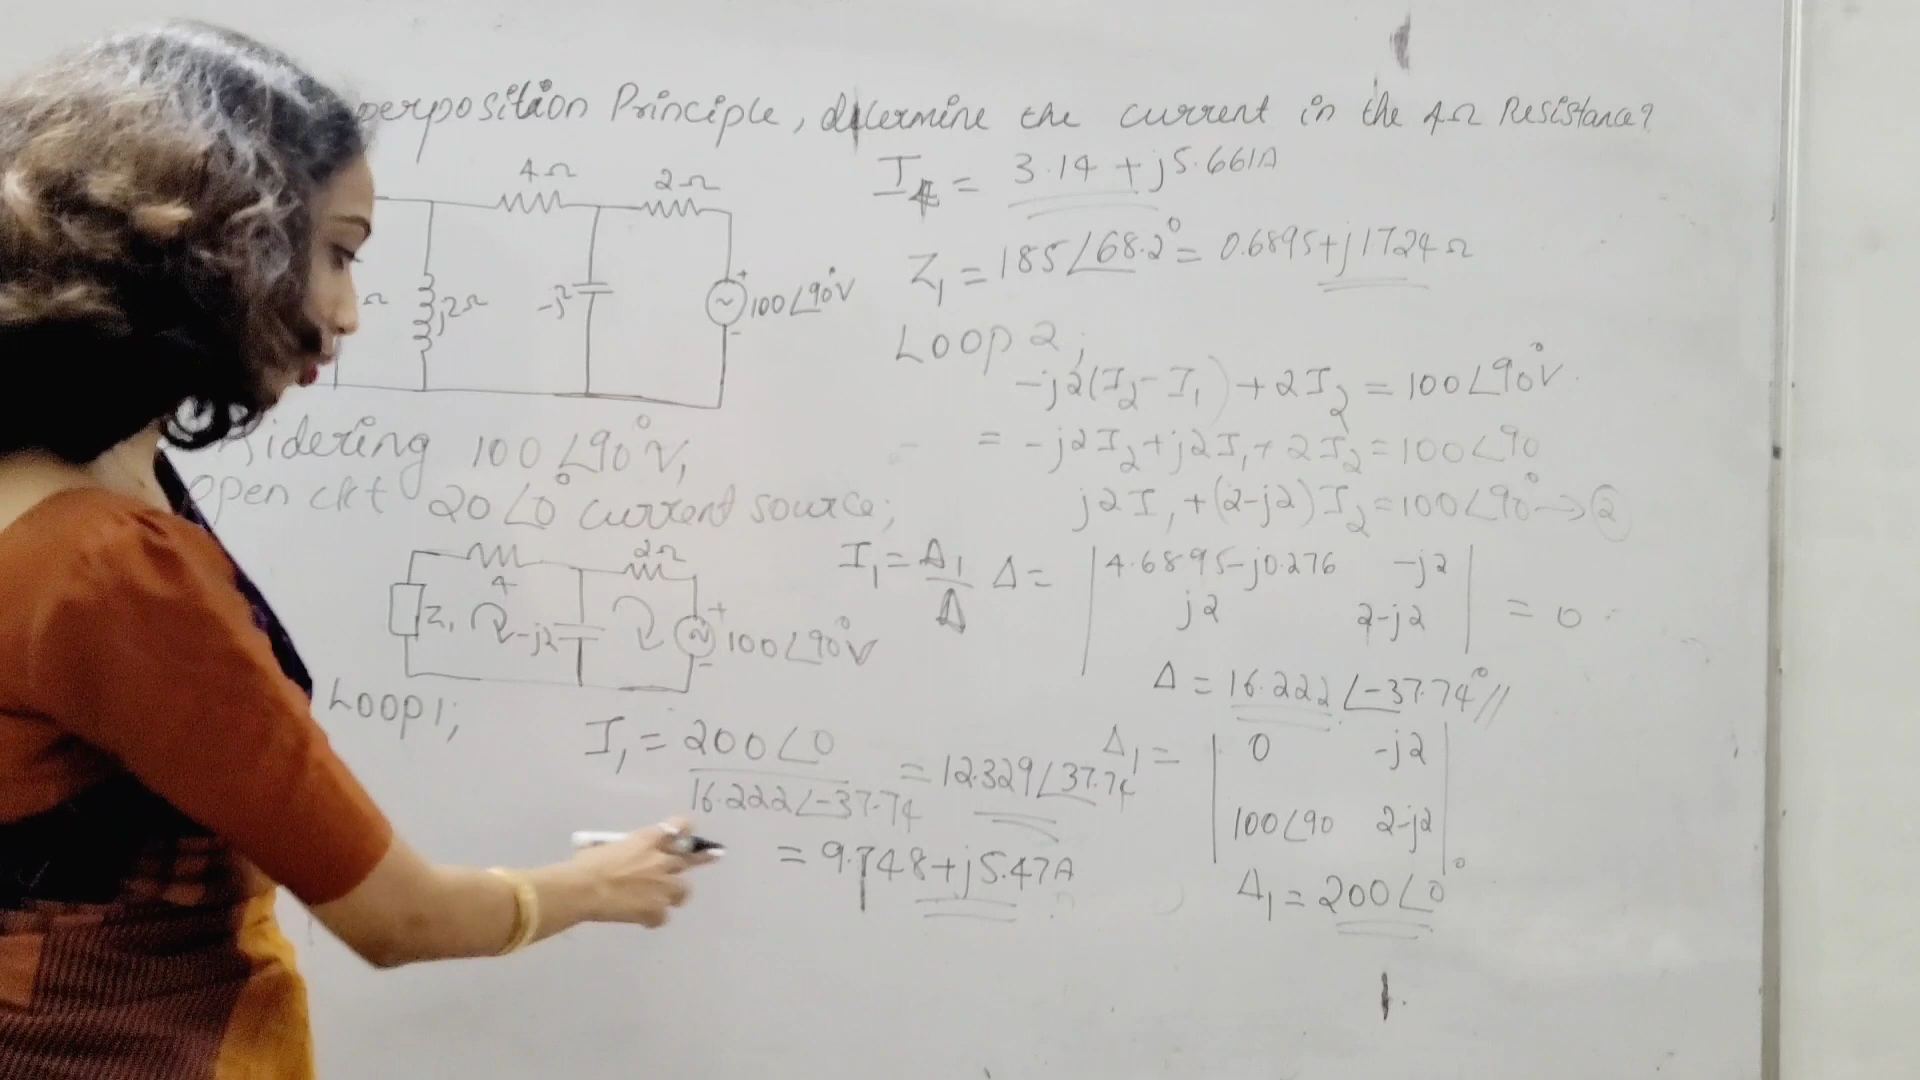 perposition Principle, determine the current in the 4Ω Resistance?
4Ω
2Ω
Ω
j2Ω
-j2
+
100∠90°V
-
I4 = 3.14 + j5.661A
Z1 = 185∠68.2° = 0.6895+j1724Ω
Loop 2;
-j2(I2 - I1) + 2I2 = 100∠90°V
= -j2I2 + j2I1 + 2I2 = 100∠90
j2I1 + (2-j2)I2 = 100∠90° → ②
sidering 100∠90°V,
open ckt 20∠0° current source;
4
2Ω
Z1
-j2
+
100∠90°V
-
I1 = Δ1/Δ
Δ = | 4.6895-j0.276 -j2 |
| j2 2-j2 | = 0
Δ = 16.222∠-37.74°//
Loop1;
I1 = 200∠0 / 16.222∠-37.74 = 12.329∠37.74
= 9.748+j5.47A
Δ1 = | 0 -j2 |
| 100∠90 2-j2 |
Δ1 = 200∠0°